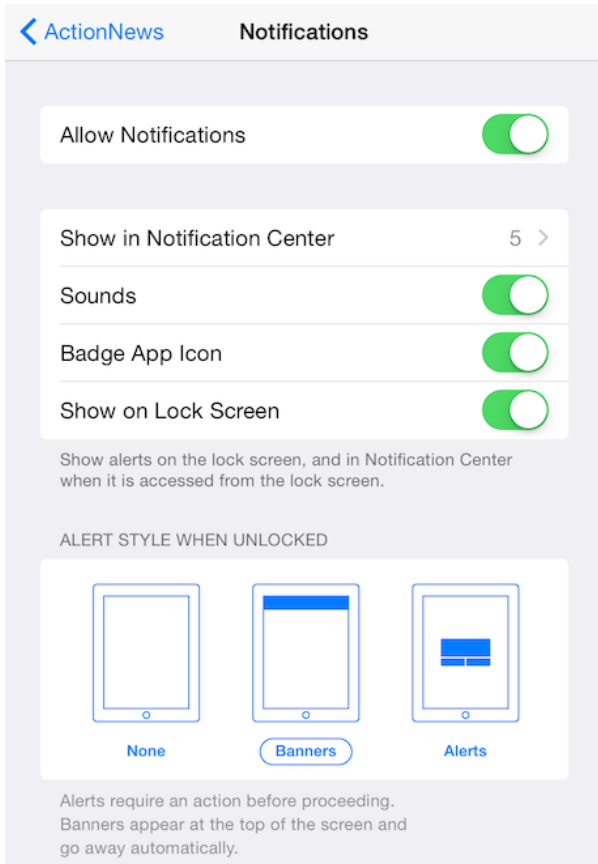 ActionNews Notifications
Allow Notifications
Show in Notification Center 5
Sounds
Badge App Icon
Show on Lock Screen
Show alerts on the lock screen, and in Notification Center
when it is accessed from the lock screen.
ALERT STYLE WHEN UNLOCKED
None Banners Alerts
Alerts require an action before proceeding.
Banners appear at the top of the screen and
go away automatically.